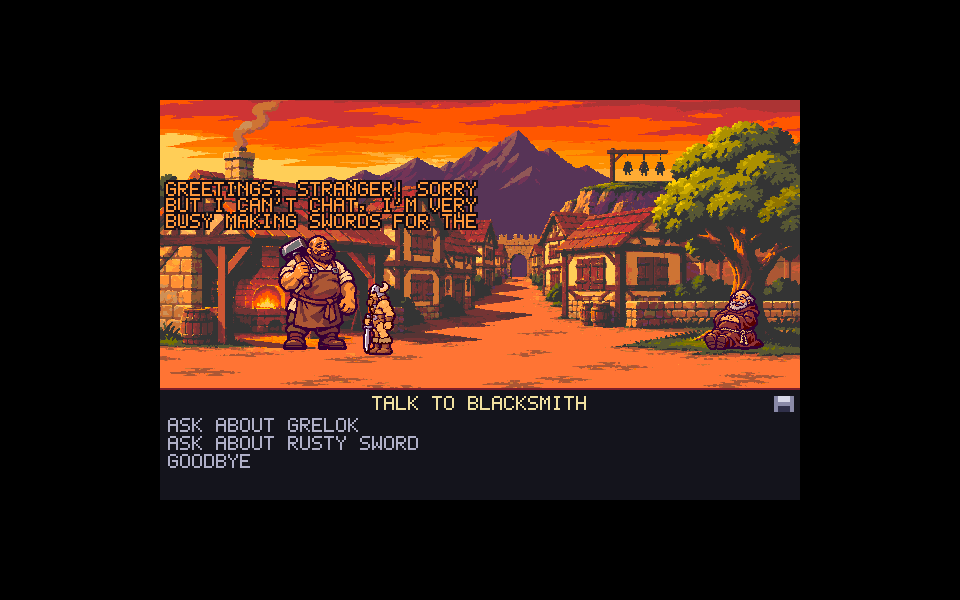 GREETINGS, STRANGER! SORRY
BUT I CAN'T CHAT, I'M VERY
BUSY MAKING SWORDS FOR THE
TALK TO BLACKSMITH
ASK ABOUT GRELOK
ASK ABOUT RUSTY SWORD
GOODBYE